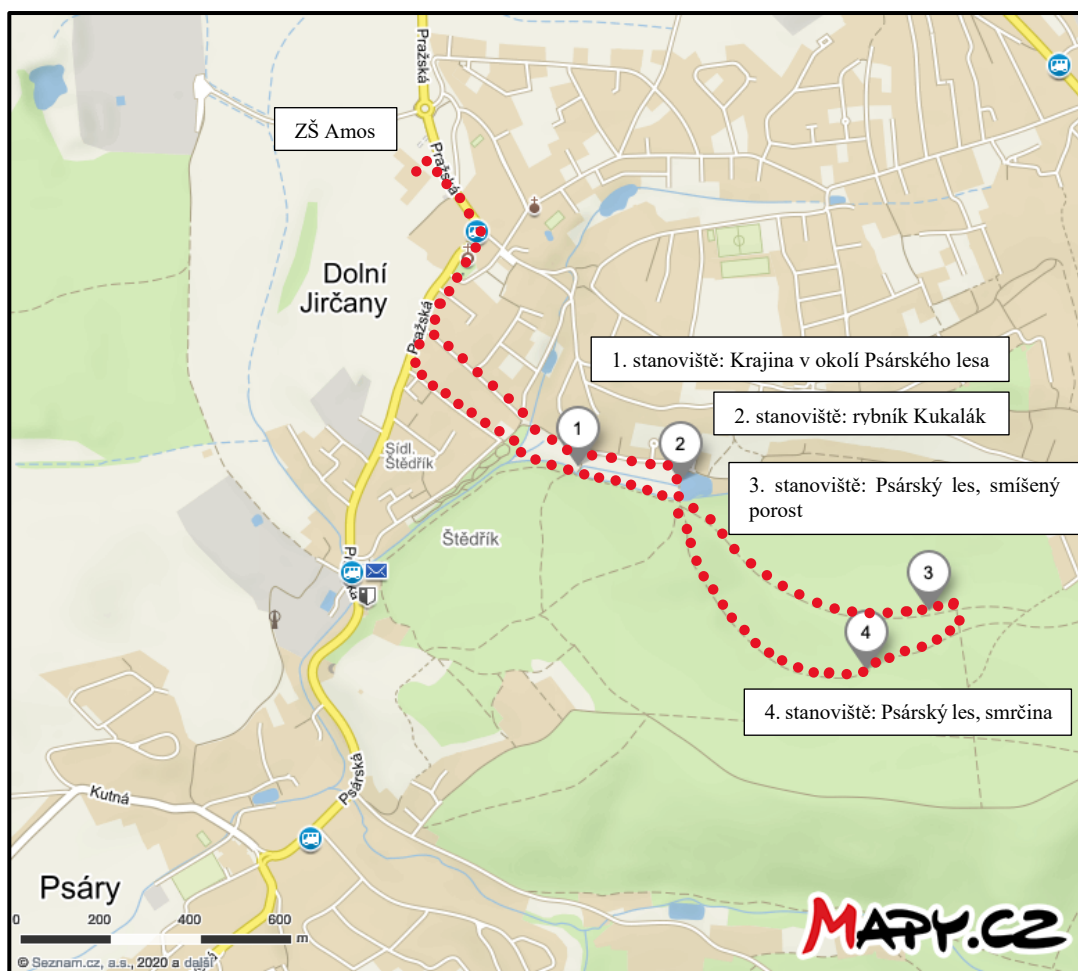 Pražská
ZŠ Amos
Pražská
Dolní
Jirčany
Pražská
1. stanoviště: Krajina v okolí Psárského lesa
2. stanoviště: rybník Kukalák
1
2
Sídl.
Štědřík
3. stanoviště: Psárský les, smíšený
porost
Štědřík
3
4
4. stanoviště: Psárský les, smrčina
Psárská
Kutná
Psáry
0 200 400 600
m
MAPY.CZ
© Seznam.cz, a.s., 2020 a další